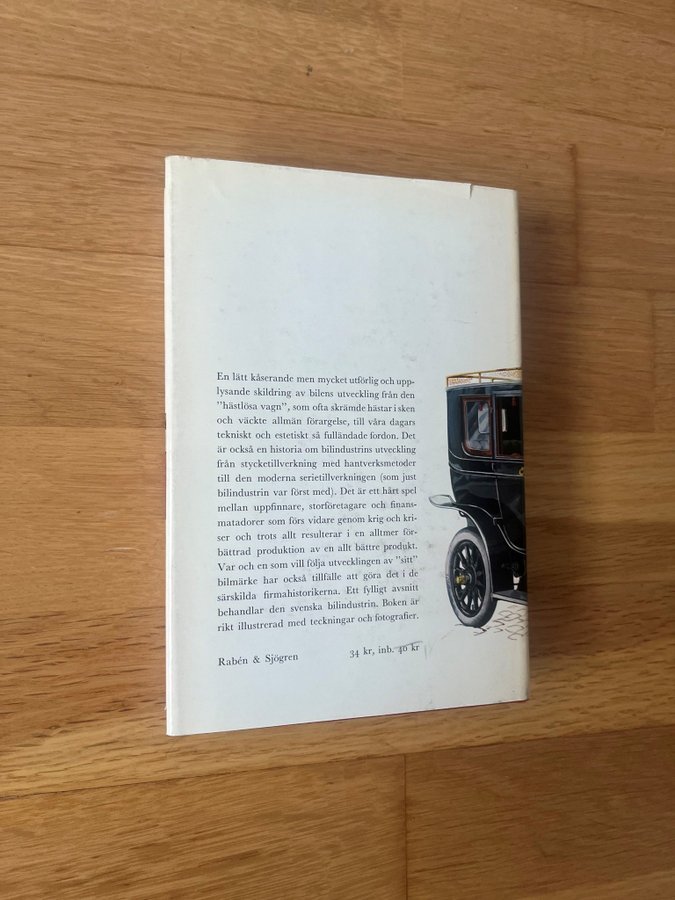 En lätt kåserande men mycket utförlig och upp-
lysande skildring av bilens utveckling från den
"hästlösa vagn", som ofta skrämde hästar i sken
och väckte allmän förargelse, till våra dagars
tekniskt och estetiskt så fulländade fordon. Det
är också en historia om bilindustrins utveckling
från stycketillverkning med hantverksmetoder
till den moderna serietillverkningen (som just
bilindustrin var först med). Det är ett hårt spel
mellan uppfinnare, storföretagare och finans-
matadorer som förs vidare genom krig och kri-
ser och trots allt resulterar i en alltmer för-
bättrad produktion av en allt bättre produkt.
Var och en som vill följa utvecklingen av "sitt"
bilmärke har också tillfälle att göra det i de
särskilda firmahistorikerna. Ett fylligt avsnitt
behandlar den svenska bilindustrin. Boken är
rikt illustrerad med teckningar och fotografier.
Rabén & Sjögren 34 kr, inb. 40 kr